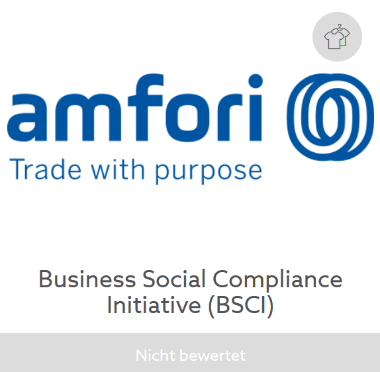 amfori
Trade with purpose
Business Social Compliance
Initiative (BSCI)
Nicht bewertet